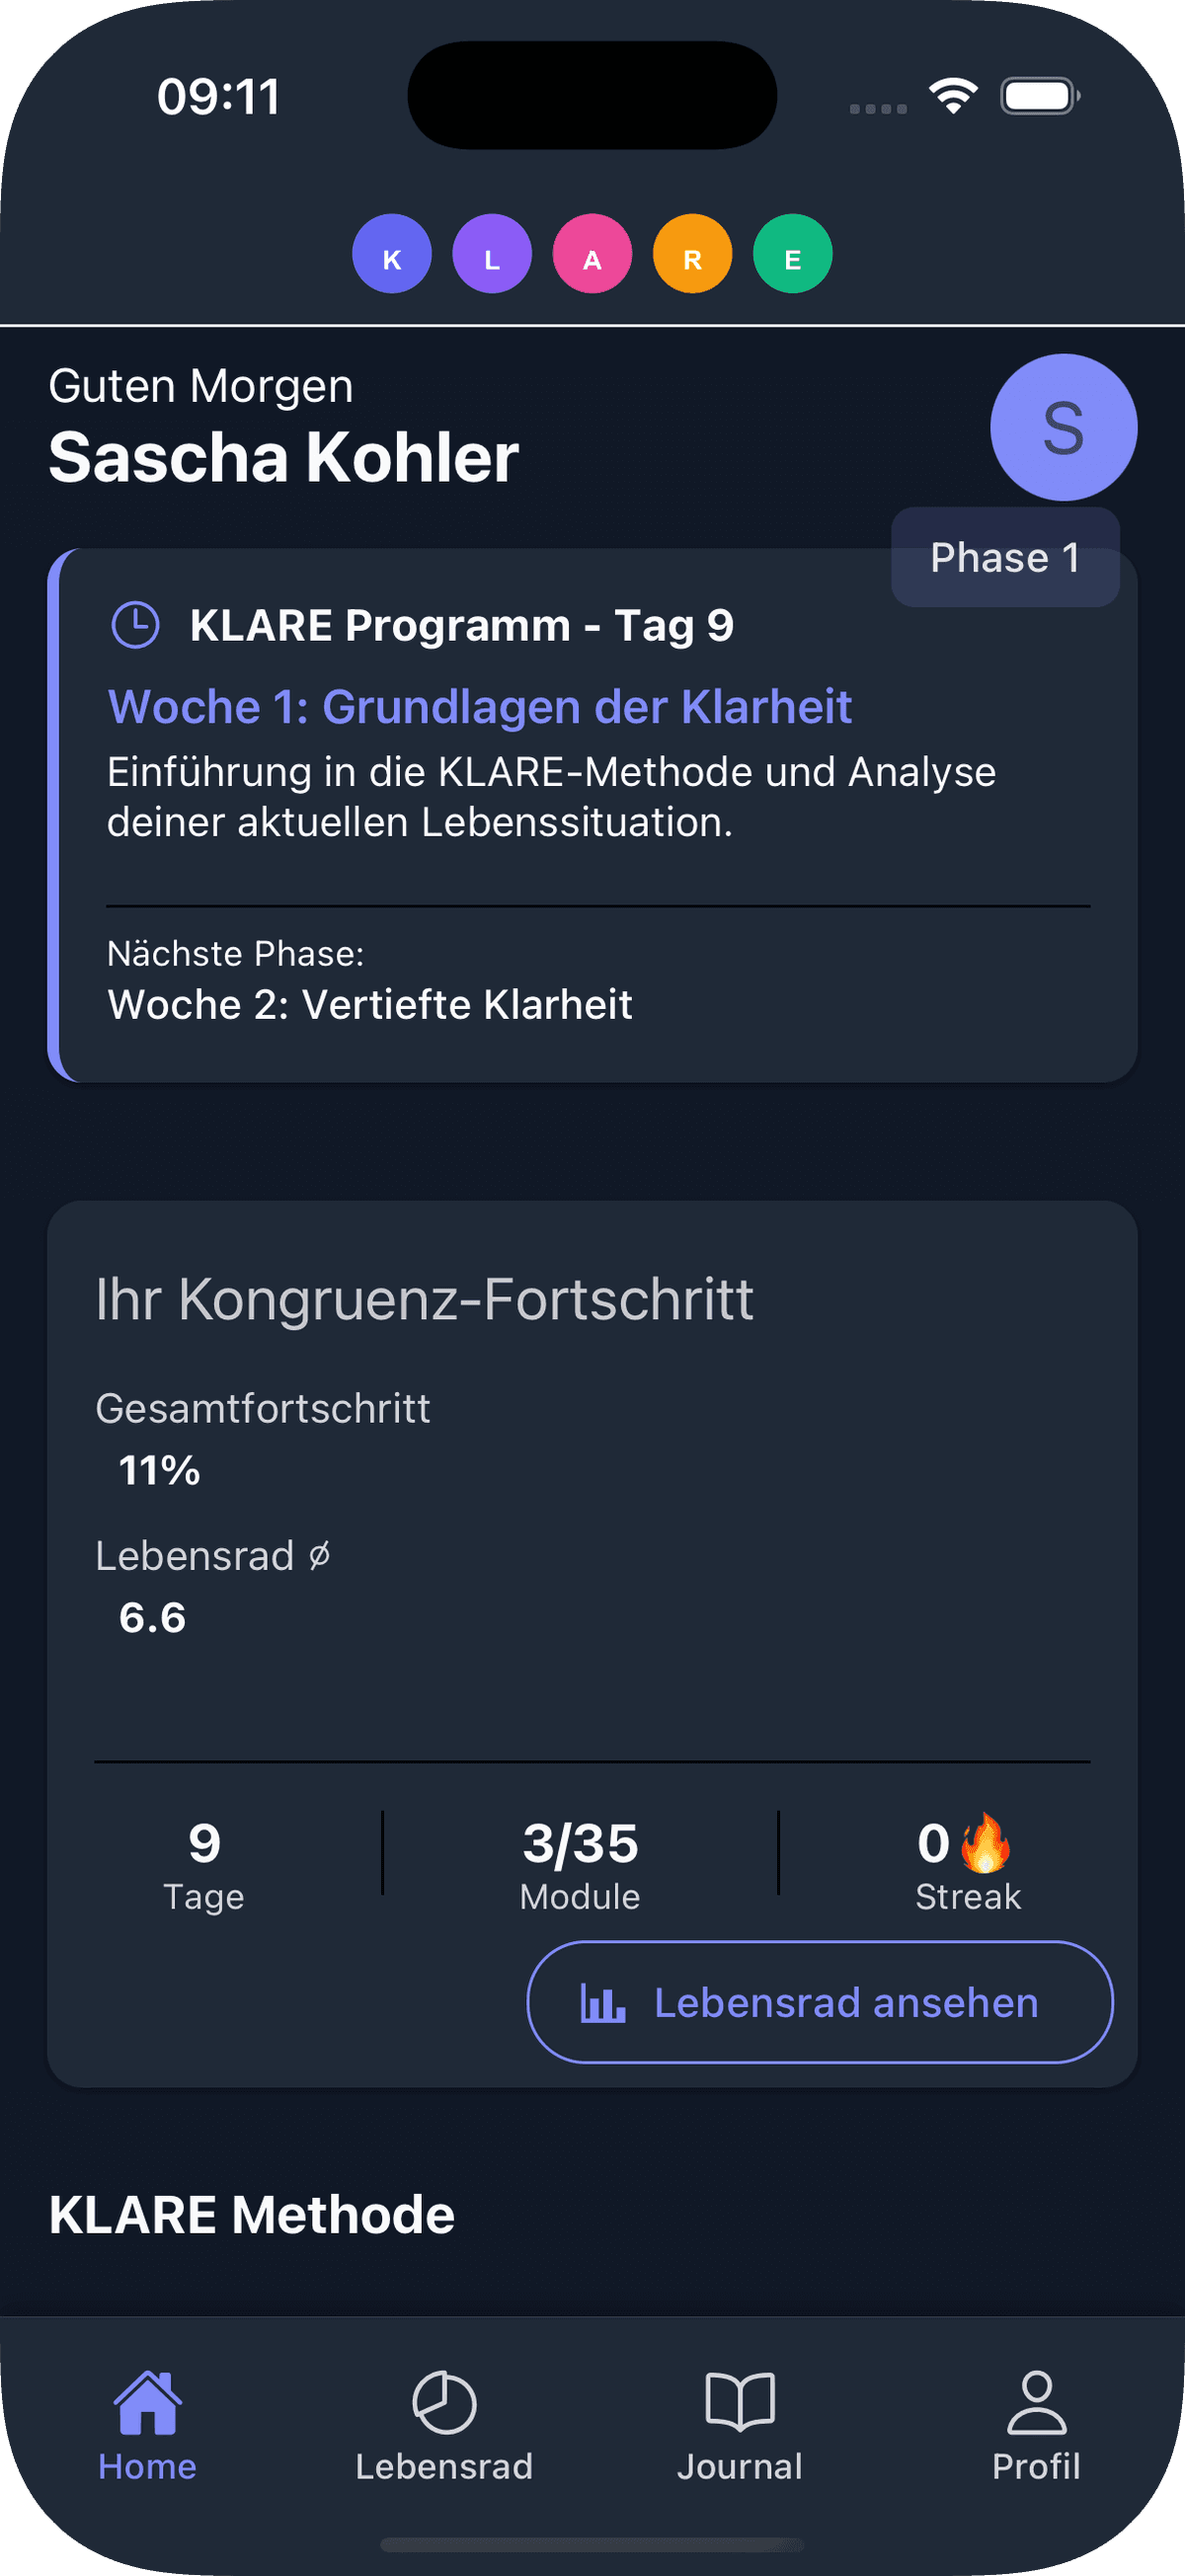 09:11
K L A R E
Guten Morgen
Sascha Kohler
S
Phase 1
KLARE Programm - Tag 9
Woche 1: Grundlagen der Klarheit
Einführung in die KLARE-Methode und Analyse
deiner aktuellen Lebenssituation.
Nächste Phase:
Woche 2: Vertiefte Klarheit
Ihr Kongruenz-Fortschritt
Gesamtfortschritt
11%
Lebensrad ∅
6.6
9 3/35 0🔥
Tage Module Streak
Lebensrad ansehen
KLARE Methode
Home Lebensrad Journal Profil